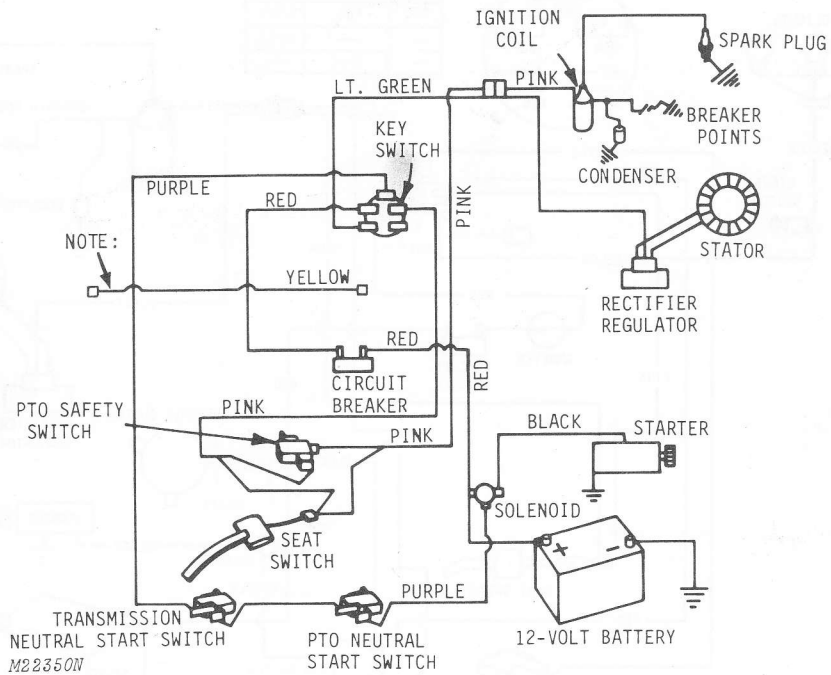 IGNITION
COIL
SPARK PLUG
LT. GREEN
PINK
BREAKER
POINTS
KEY
SWITCH
CONDENSER
PURPLE
RED
PINK
NOTE:
STATOR
YELLOW
RECTIFIER
REGULATOR
RED
RED
CIRCUIT
BREAKER
PINK
PTO SAFETY
SWITCH
PINK
BLACK
STARTER
SOLENOID
SEAT
SWITCH
PURPLE
TRANSMISSION
NEUTRAL START SWITCH
PTO NEUTRAL
START SWITCH
12-VOLT BATTERY
M22350N